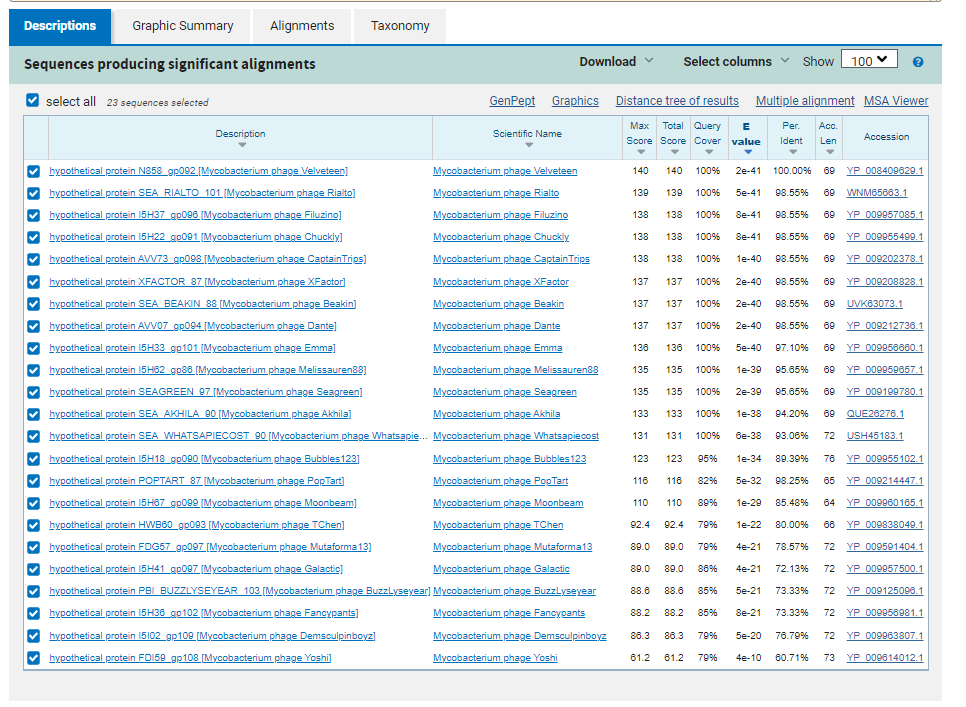 Descriptions Graphic Summary Alignments Taxonomy
Sequences producing significant alignments Download Select columns Show 100 ?
select all 23 sequences selected GenPept Graphics Distance tree of results Multiple alignment MSA Viewer
Description Scientific Name Max Score Total Score Query Cover E value Per. Ident Acc. Len Accession
hypothetical protein N858_gp092 [Mycobacterium phage Velveteen] Mycobacterium phage Velveteen 140 140 100% 2e-41 100.00% 69 YP_008409629.1
hypothetical protein SEA_RIALTO_101 [Mycobacterium phage Rialto] Mycobacterium phage Rialto 139 139 100% 5e-41 98.55% 69 WNM65663.1
hypothetical protein I5H37_gp096 [Mycobacterium phage Filuzino] Mycobacterium phage Filuzino 138 138 100% 8e-41 98.55% 69 YP_009957085.1
hypothetical protein I5H22_gp091 [Mycobacterium phage Chuckly] Mycobacterium phage Chuckly 138 138 100% 8e-41 98.55% 69 YP_009955499.1
hypothetical protein AVV73_gp098 [Mycobacterium phage CaptainTrips] Mycobacterium phage CaptainTrips 138 138 100% 1e-40 98.55% 69 YP_009202378.1
hypothetical protein XFACTOR_87 [Mycobacterium phage XFactor] Mycobacterium phage XFactor 137 137 100% 2e-40 98.55% 69 YP_009208828.1
hypothetical protein SEA_BEAKIN_88 [Mycobacterium phage Beakin] Mycobacterium phage Beakin 137 137 100% 2e-40 98.55% 69 UVK63073.1
hypothetical protein AVV07_gp094 [Mycobacterium phage Dante] Mycobacterium phage Dante 137 137 100% 2e-40 98.55% 69 YP_009212736.1
hypothetical protein I5H33_gp101 [Mycobacterium phage Emma] Mycobacterium phage Emma 136 136 100% 5e-40 97.10% 69 YP_009956660.1
hypothetical protein I5H62_gp86 [Mycobacterium phage Melissauren88] Mycobacterium phage Melissauren88 135 135 100% 1e-39 95.65% 69 YP_009959657.1
hypothetical protein SEAGREEN_97 [Mycobacterium phage Seagreen] Mycobacterium phage Seagreen 135 135 100% 2e-39 95.65% 69 YP_009199780.1
hypothetical protein SEA_AKHILA_90 [Mycobacterium phage Akhila] Mycobacterium phage Akhila 133 133 100% 1e-38 94.20% 69 QUE26276.1
hypothetical protein SEA_WHATSAPIECOST_90 [Mycobacterium phage Whatsapie... Mycobacterium phage Whatsapiecost 131 131 100% 6e-38 93.06% 72 USH45183.1
hypothetical protein I5H18_gp090 [Mycobacterium phage Bubbles123] Mycobacterium phage Bubbles123 123 123 95% 1e-34 89.39% 76 YP_009955102.1
hypothetical protein POPTART_87 [Mycobacterium phage PopTart] Mycobacterium phage PopTart 116 116 82% 5e-32 98.25% 65 YP_009214447.1
hypothetical protein I5H67_gp099 [Mycobacterium phage Moonbeam] Mycobacterium phage Moonbeam 110 110 89% 1e-29 85.48% 64 YP_009960165.1
hypothetical protein HWB60_gp093 [Mycobacterium phage TChen] Mycobacterium phage TChen 92.4 92.4 79% 1e-22 80.00% 66 YP_009838049.1
hypothetical protein FDG57_gp097 [Mycobacterium phage Mutaforma13] Mycobacterium phage Mutaforma13 89.0 89.0 79% 4e-21 78.57% 72 YP_009591404.1
hypothetical protein I5H41_gp097 [Mycobacterium phage Galactic] Mycobacterium phage Galactic 89.0 89.0 86% 4e-21 72.13% 72 YP_009957500.1
hypothetical protein PBI_BUZZLYSEYEAR_103 [Mycobacterium phage BuzzLyseyear] Mycobacterium phage BuzzLyseyear 88.6 88.6 85% 5e-21 73.33% 72 YP_009125096.1
hypothetical protein I5H36_gp102 [Mycobacterium phage Fancypants] Mycobacterium phage Fancypants 88.2 88.2 85% 8e-21 73.33% 72 YP_009956981.1
hypothetical protein I5I02_gp109 [Mycobacterium phage Demsculpinboyz] Mycobacterium phage Demsculpinboyz 86.3 86.3 79% 5e-20 76.79% 72 YP_009963807.1
hypothetical protein FDI59_gp108 [Mycobacterium phage Yoshi] Mycobacterium phage Yoshi 61.2 61.2 79% 4e-10 60.71% 73 YP_009614012.1